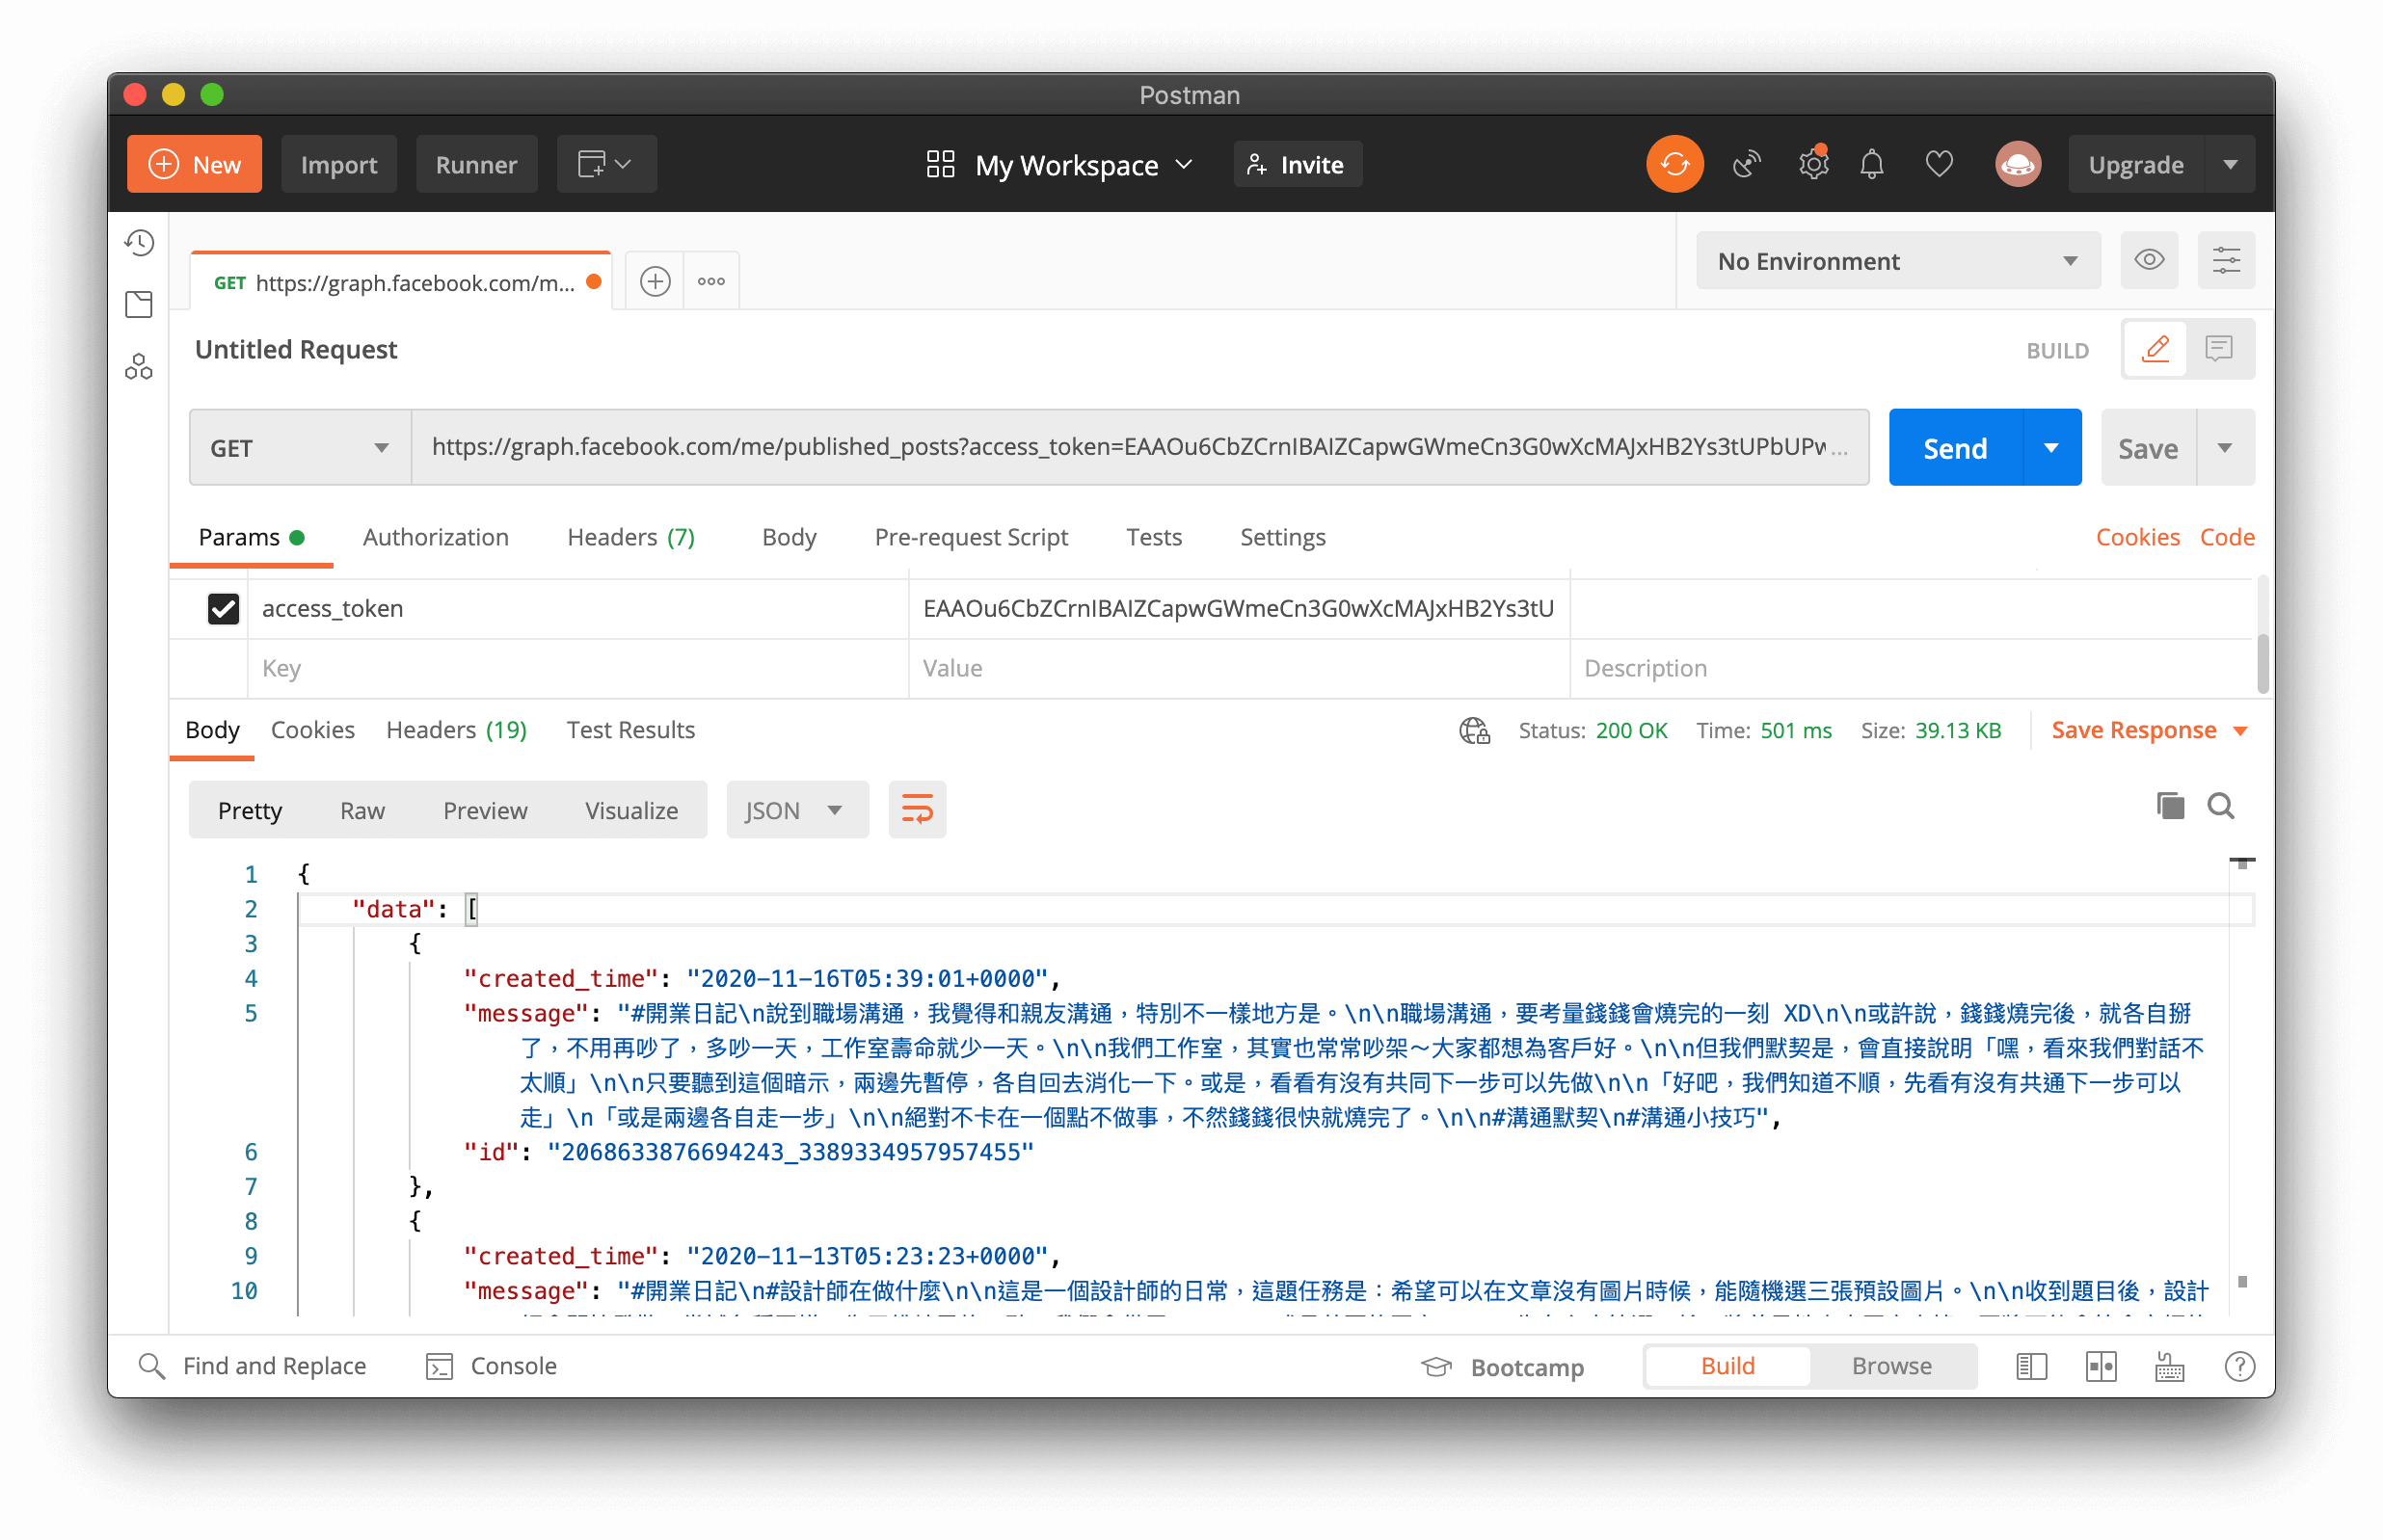 Postman
New Import Runner My Workspace Invite Upgrade
GET https://graph.facebook.com/m... No Environment
Untitled Request BUILD
GET https://graph.facebook.com/me/published_posts?access_token=EAAOu6CbZCrnIBAIZCapwGWmeCn3G0wXcMAJxHB2Ys3tUPbUPw... Send Save
Params Authorization Headers (7) Body Pre-request Script Tests Settings Cookies Code
access_token EAAOu6CbZCrnIBAIZCapwGWmeCn3G0wXcMAJxHB2Ys3tU
Key Value Description
Body Cookies Headers (19) Test Results Status: 200 OK Time: 501 ms Size: 39.13 KB Save Response
Pretty Raw Preview Visualize JSON
1 {
2 "data": [
3 {
4 "created_time": "2020-11-16T05:39:01+0000",
5 "message": "#開業日記\n說到職場溝通，我覺得和親友溝通，特別不一樣地方是。\n\n職場溝通，要考量錢錢會燒完的一刻 XD\n\n或許說，錢錢燒完後，就各自掰
了，不用再吵了，多吵一天，工作室壽命就少一天。\n\n我們工作室，其實也常常吵架～大家都想為客戶好。\n\n但我們默契是，會直接說明「嘿，看來我們對話不
太順」\n\n只要聽到這個暗示，兩邊先暫停，各自回去消化一下。或是，看看有沒有共同下一步可以先做\n\n「好吧，我們知道不順，先看有沒有共通下一步可以
走」\n「或是兩邊各自走一步」\n\n絕對不卡在一個點不做事，不然錢錢很快就燒完了。\n\n#溝通默契\n#溝通小技巧",
6 "id": "2068633876694243_3389334957957455"
7 },
8 {
9 "created_time": "2020-11-13T05:23:23+0000",
10 "message": "#開業日記\n#設計師在做什麼\n\n這是一個設計師的日常，這題任務是：希望可以在文章沒有圖片時候，能隨機選三張預設圖片。\n\n收到題目後，設計
Find and Replace Console Bootcamp Build Browse